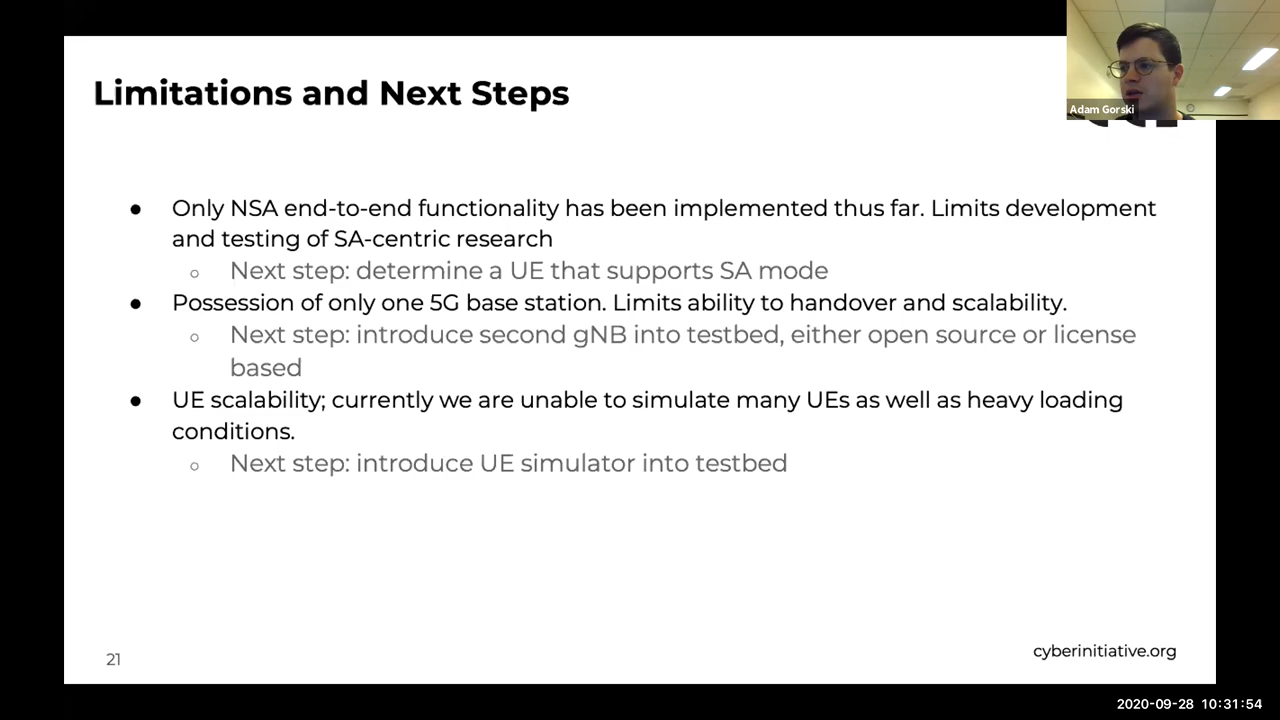 Limitations and Next Steps
Adam Gorski
● Only NSA end-to-end functionality has been implemented thus far. Limits development
and testing of SA-centric research
○ Next step: determine a UE that supports SA mode
● Possession of only one 5G base station. Limits ability to handover and scalability.
○ Next step: introduce second gNB into testbed, either open source or license
based
● UE scalability; currently we are unable to simulate many UEs as well as heavy loading
conditions.
○ Next step: introduce UE simulator into testbed
21
cyberinitiative.org
2020-09-28 10:31:54